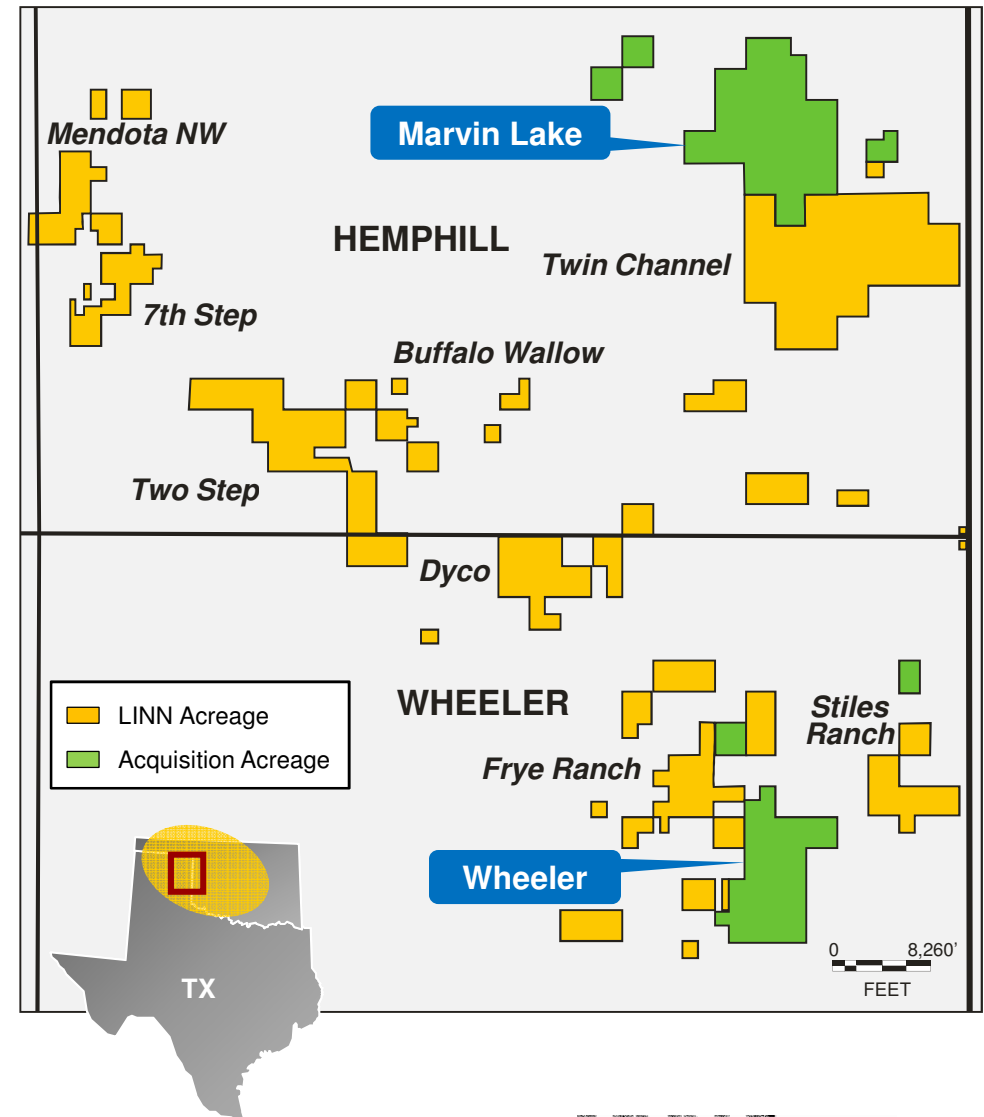 Mendota NW
Marvin Lake
HEMPHILL
Twin Channel
7th Step
Buffalo Wallow
Two Step
Dyco
WHEELER
LINN Acreage
Acquisition Acreage
Stiles
Ranch
Frye Ranch
Wheeler
0 8,260'
FEET
TX